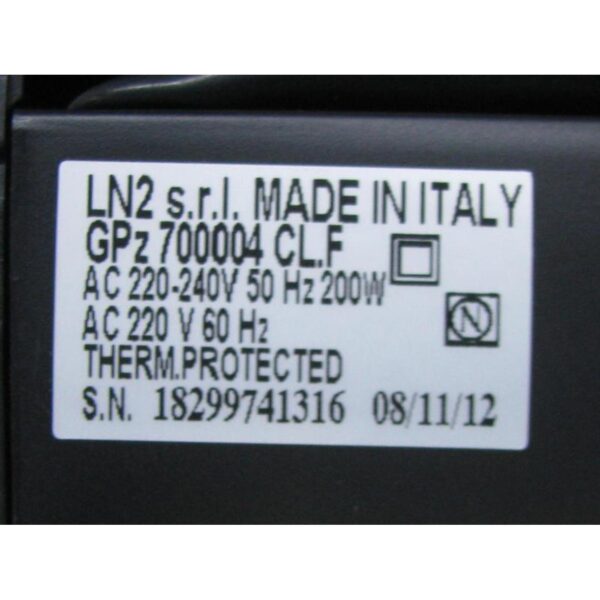 LN2 s.r.l. MADE IN ITALY
GPz 700004 CL.F
AC 220-240V 50 Hz 200W
AC 220 V 60 Hz
N
THERM.PROTECTED
S.N. 18299741316 08/11/12